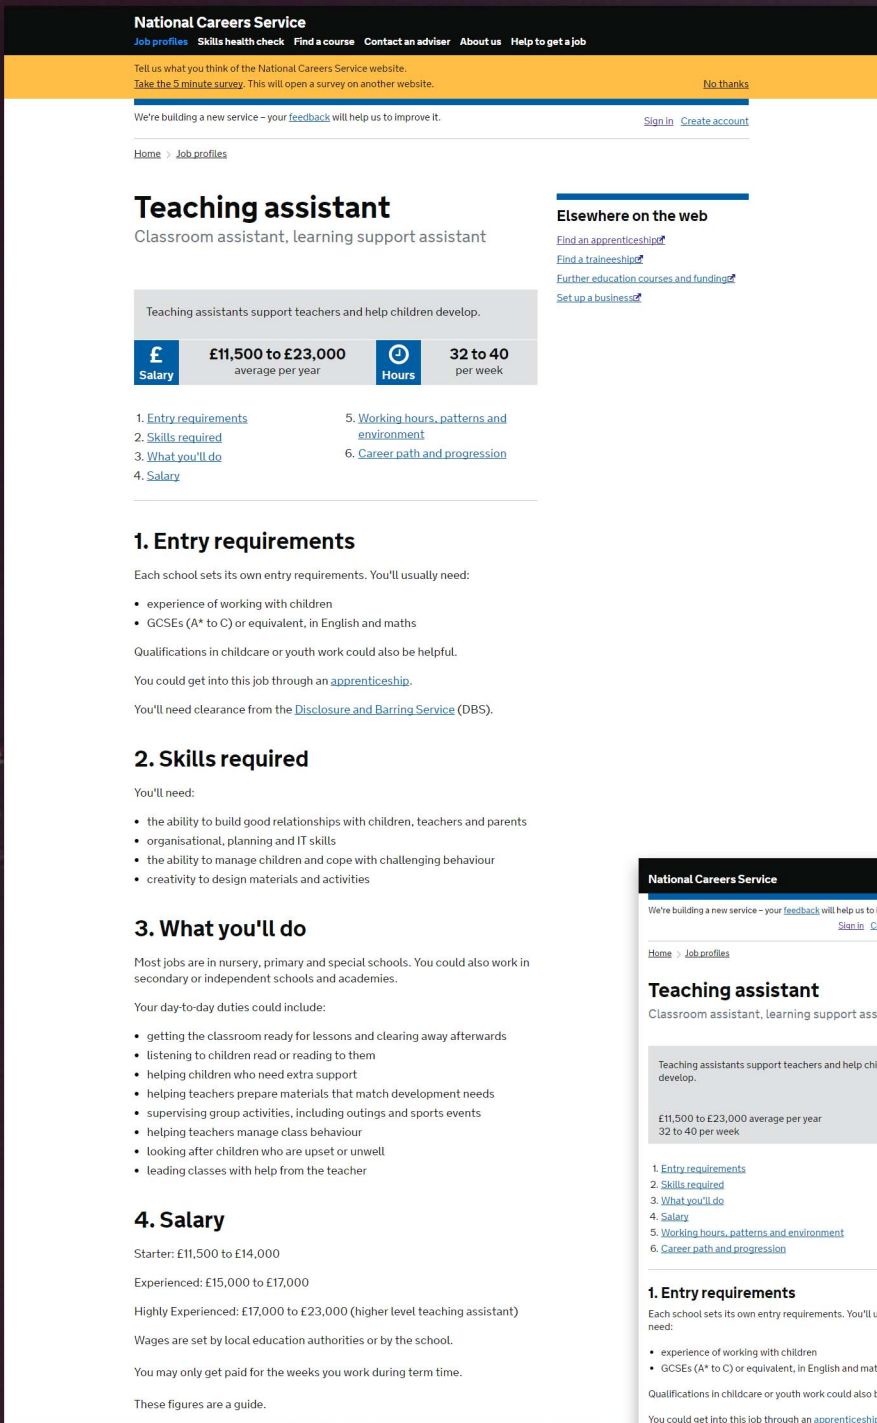 National Careers Service
Job profiles Skills health check Find a course Contact an adviser About us Help to get a job
Tell us what you think of the National Careers Service website.
Take the 5 minute survey. This will open a survey on another website.
No thanks
We're building a new service – your feedback will help us to improve it.
Sign in Create account
Home > Job profiles
Teaching assistant
Classroom assistant, learning support assistant
Teaching assistants support teachers and help children develop.
£ Salary
£11,500 to £23,000
average per year
Hours
32 to 40
per week
1. Entry requirements
2. Skills required
3. What you'll do
4. Salary
5. Working hours, patterns and
environment
6. Career path and progression
Elsewhere on the web
Find an apprenticeship
Find a traineeship
Further education courses and funding
Set up a business
1. Entry requirements
Each school sets its own entry requirements. You'll usually need:
• experience of working with children
• GCSEs (A* to C) or equivalent, in English and maths
Qualifications in childcare or youth work could also be helpful.
You could get into this job through an apprenticeship.
You'll need clearance from the Disclosure and Barring Service (DBS).
2. Skills required
You'll need:
• the ability to build good relationships with children, teachers and parents
• organisational, planning and IT skills
• the ability to manage children and cope with challenging behaviour
• creativity to design materials and activities
3. What you'll do
Most jobs are in nursery, primary and special schools. You could also work in
secondary or independent schools and academies.
Your day-to-day duties could include:
• getting the classroom ready for lessons and clearing away afterwards
• listening to children read or reading to them
• helping children who need extra support
• helping teachers prepare materials that match development needs
• supervising group activities, including outings and sports events
• helping teachers manage class behaviour
• looking after children who are upset or unwell
• leading classes with help from the teacher
4. Salary
Starter: £11,500 to £14,000
Experienced: £15,000 to £17,000
Highly Experienced: £17,000 to £23,000 (higher level teaching assistant)
Wages are set by local education authorities or by the school.
You may only get paid for the weeks you work during term time.
These figures are a guide.
National Careers Service
We're building a new service – your feedback will help us to
Sign in
Home > Job profiles
Teaching assistant
Classroom assistant, learning support
Teaching assistants support teachers and help
develop.
£11,500 to £23,000 average per year
32 to 40 per week
1. Entry requirements
2. Skills required
3. What you'll do
4. Salary
5. Working hours, patterns and environment
6. Career path and progression
1. Entry requirements
Each school sets its own entry requirements. You'll
need:
• experience of working with children
• GCSEs (A* to C) or equivalent, in English and
Qualifications in childcare or youth work could also
You could get into this job through an apprenticeship